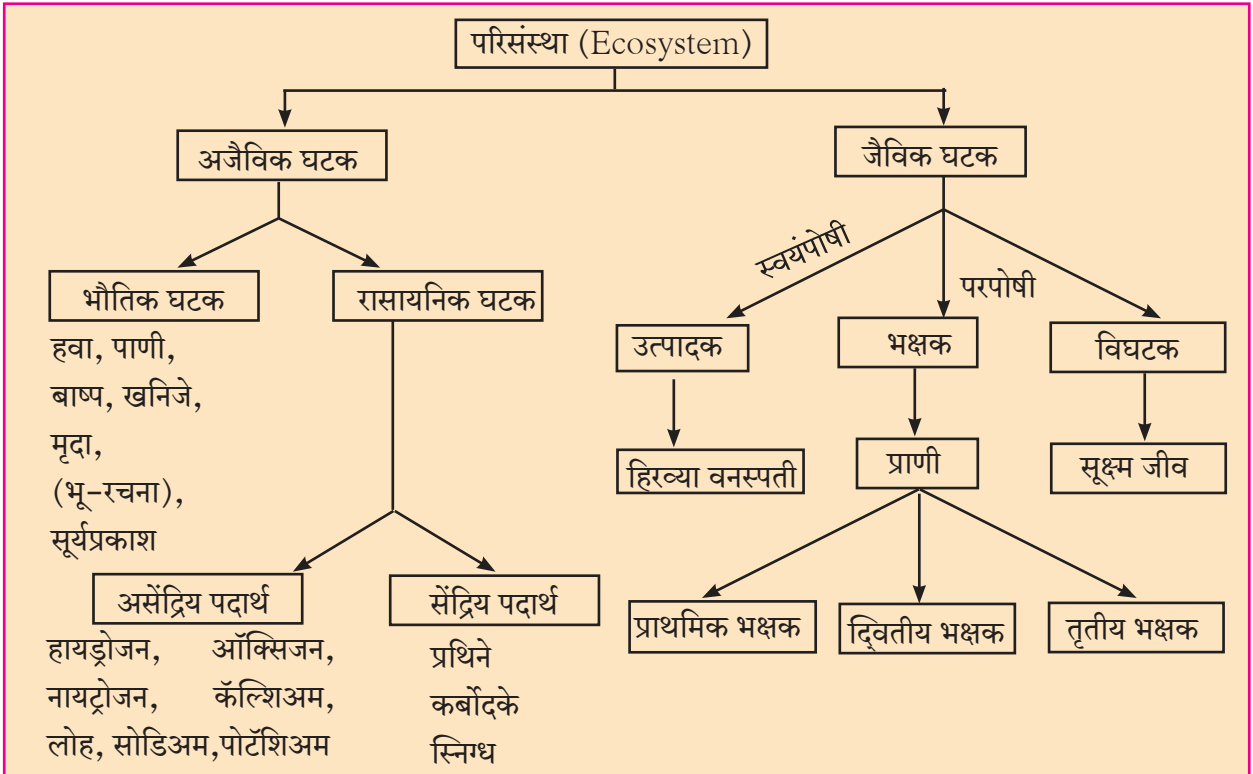 परिसंस्था (Ecosystem)
अजैविक घटक
जैविक घटक
स्वयंपोषी
परपोषी
भौतिक घटक
रासायनिक घटक
उत्पादक
भक्षक
विघटक
हवा, पाणी,
बाष्प, खनिजे,
मृदा,
(भू-रचना),
सूर्यप्रकाश
हिरव्या वनस्पती
प्राणी
सूक्ष्म जीव
असेंद्रिय पदार्थ
सेंद्रिय पदार्थ
प्राथमिक भक्षक
द्वितीय भक्षक
तृतीय भक्षक
हायड्रोजन, ऑक्सिजन,
नायट्रोजन, कॅल्शिअम,
लोह, सोडिअम,पोटॅशिअम
प्रथिने
कर्बोदके
स्निग्ध